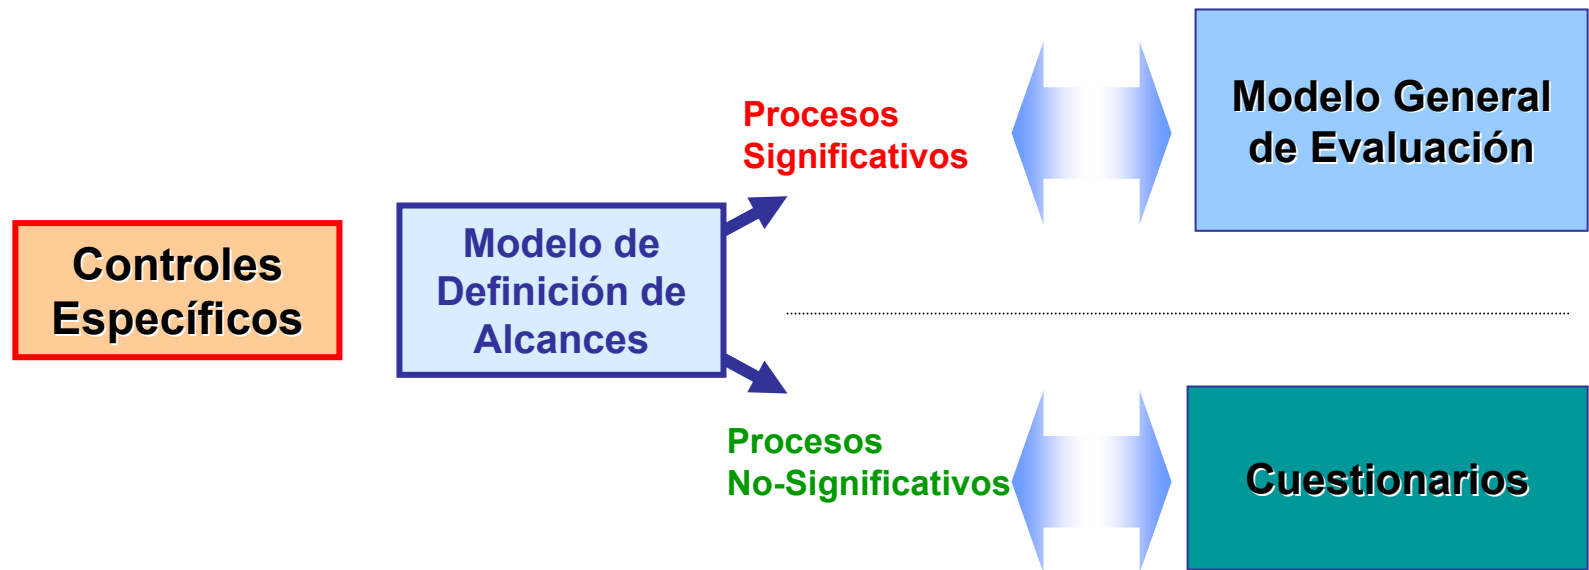 Controles
Específicos
Modelo de
Definición de
Alcances
Procesos
Significativos
Modelo General
de Evaluación
Procesos
No-Significativos
Cuestionarios